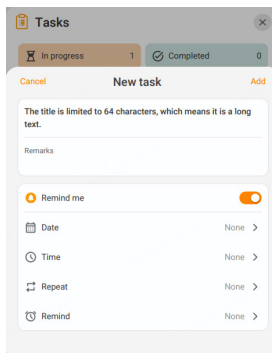 Tasks
In progress 1 Completed 0
Cancel New task Add
The title is limited to 64 characters, which means it is a long
text.
Remarks
Remind me
Date None
Time None
Repeat None
Remind None